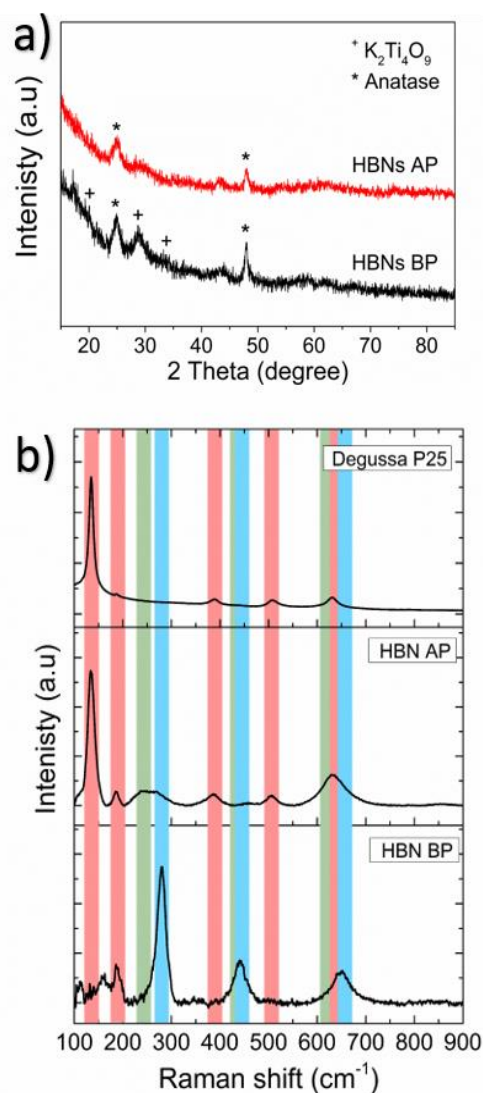 a)
+ K₂Ti₄O₉
* Anatase
*
*
HBNs AP
+
*
+
+
*
HBNs BP
Intenisty (a.u)
20 30 40 50 60 70 80
2 Theta (degree)
b)
Degussa P25
HBN AP
HBN BP
Intenisty (a.u)
100 200 300 400 500 600 700 800 900
Raman shift (cm⁻¹)